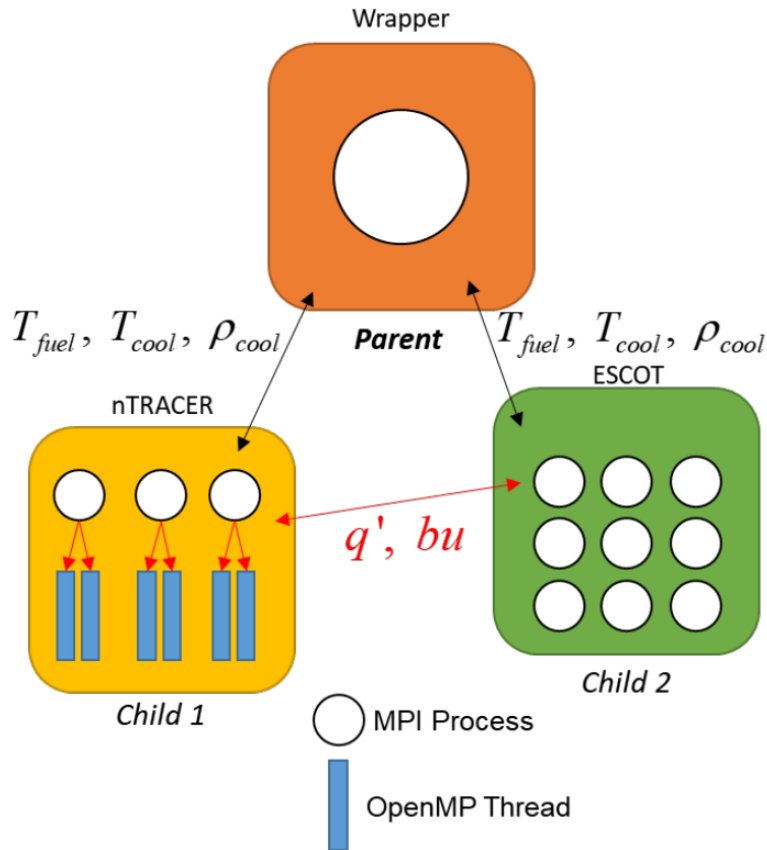 Wrapper
T_fuel, T_cool, ρ_cool
Parent
T_fuel, T_cool, ρ_cool
nTRACER
ESCOT
q', bu
Child 1
Child 2
MPI Process
OpenMP Thread